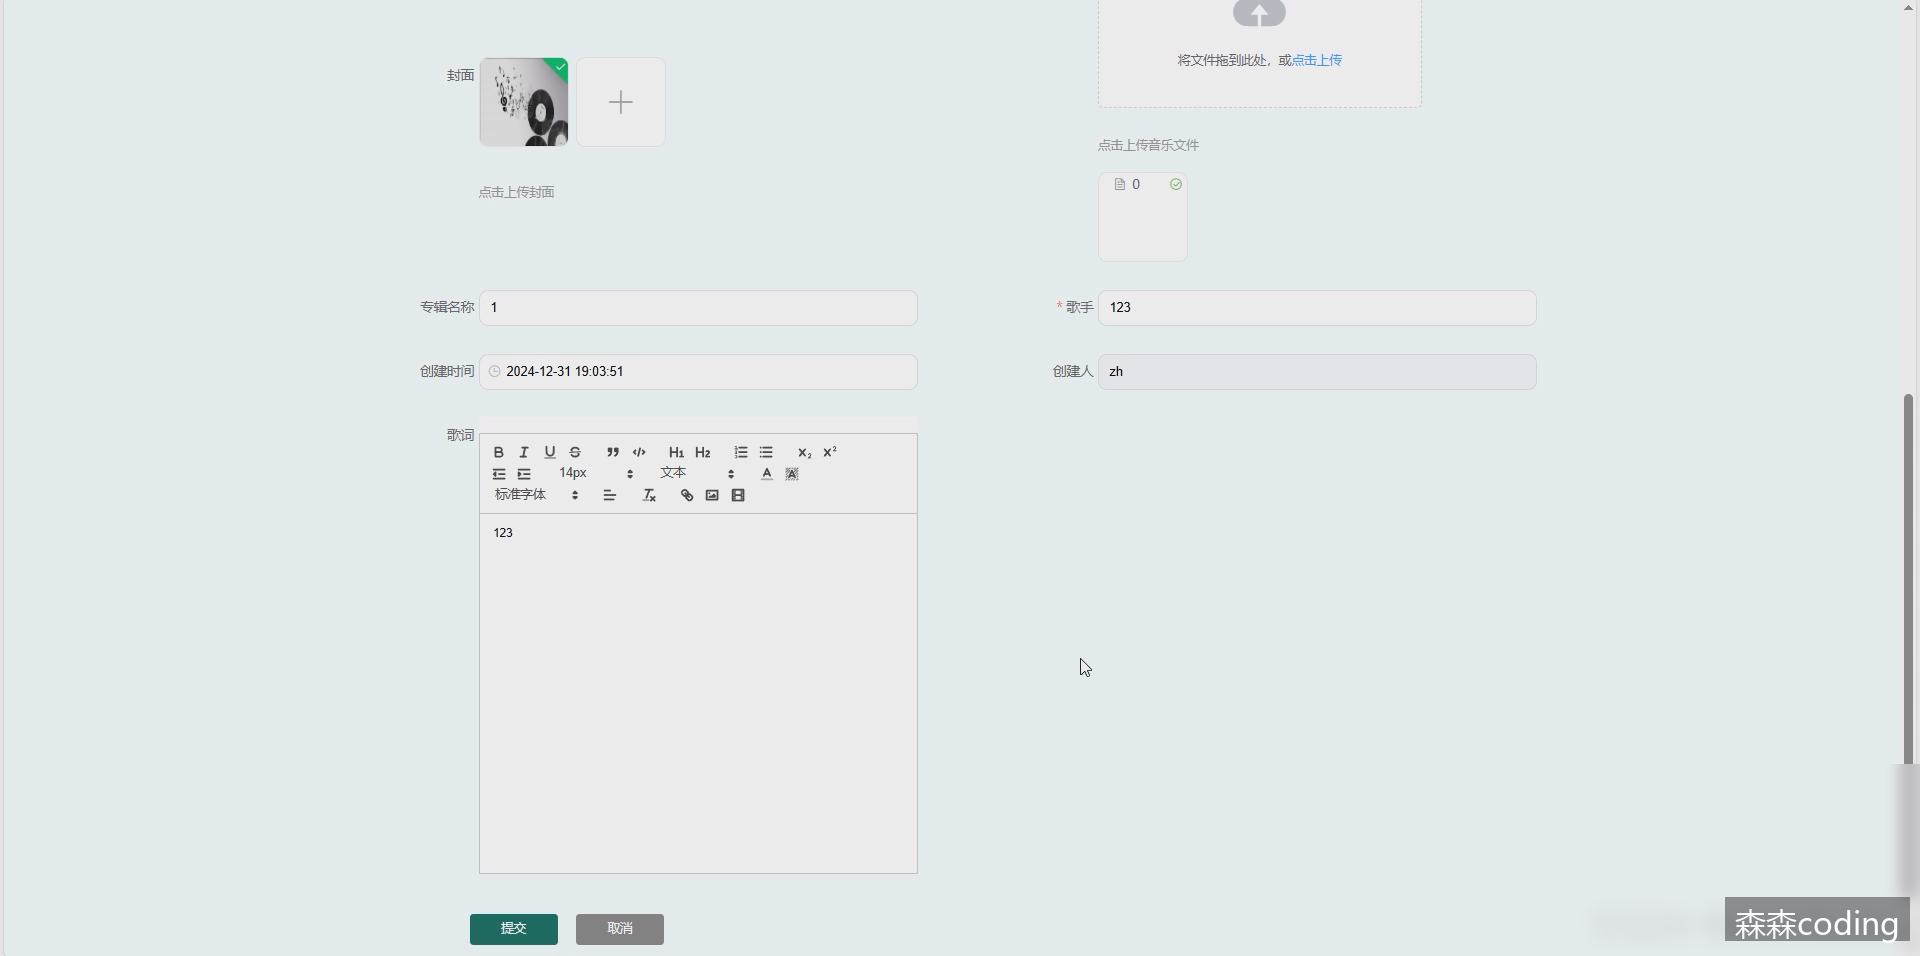 将文件拖到此处，或点击上传
封面
点击上传音乐文件
0
点击上传封面
专辑名称 1
* 歌手 123
创建时间 2024-12-31 19:03:51
创建人 zh
歌词
B I U S H1 H2 X2 X2
14px 文本 A A
标准字体 Tx
123
提交 取消
森森coding